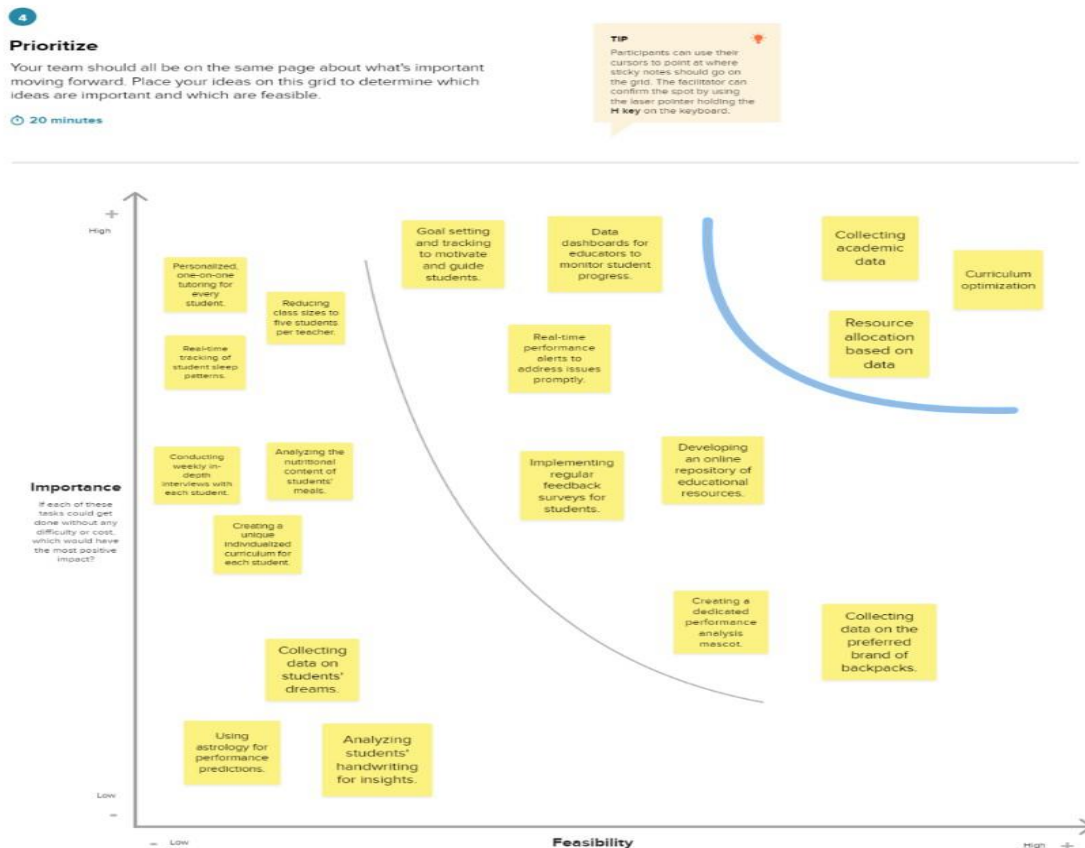 4
Prioritize
Your team should all be on the same page about what's important
moving forward. Place your ideas on this grid to determine which
ideas are important and which are feasible.
20 minutes
TIP
Participants can use their
cursors to point at where
sticky notes should go on
the grid. The facilitator can
confirm the spot by using
the laser pointer holding the
H key on the keyboard.
+
High
Importance
If each of these
tasks could get
done without any
difficulty or cost,
which would have
the most positive
impact?
Low
-
Personalized,
one-on-one
tutoring for
every
student.
Reducing
class sizes to
five students
per teacher.
Real-time
tracking of
student sleep
patterns.
Conducting
weekly in-
depth
interviews with
each student.
Analyzing the
nutritional
content of
students'
meals.
Creating a
unique
individualized
curriculum for
each student.
Collecting
data on
students'
dreams.
Using
astrology for
performance
predictions.
Analyzing
students'
handwriting
for insights.
Goal setting
and tracking
to motivate
and guide
students.
Data
dashboards for
educators to
monitor student
progress.
Real-time
performance
alerts to
address issues
promptly.
Implementing
regular
feedback
surveys for
students.
Developing
an online
repository of
educational
resources.
Creating a
dedicated
performance
analysis
mascot.
Collecting
data on the
preferred
brand of
backpacks.
Collecting
academic
data
Curriculum
optimization
Resource
allocation
based on
data
- Low
Feasibility
High +